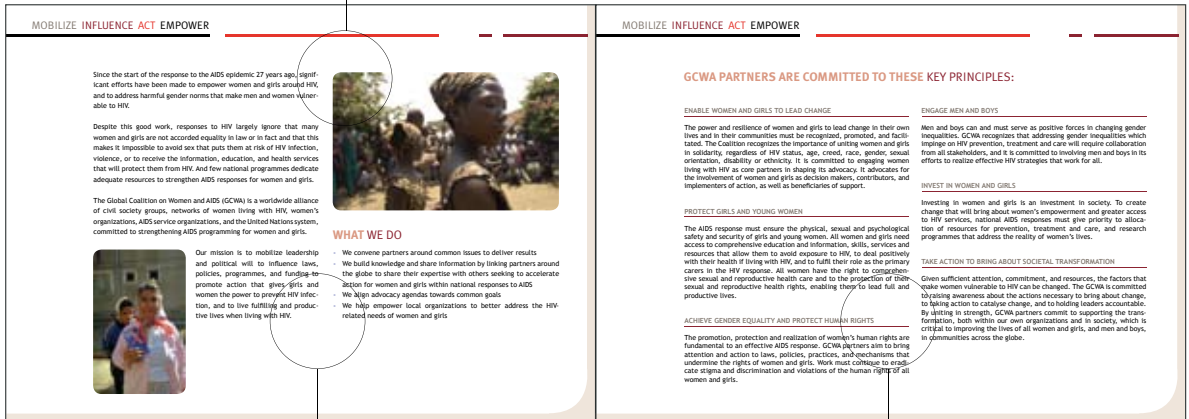 MOBILIZE INFLUENCE ACT EMPOWER
Since the start of the response to the AIDS epidemic 27 years ago, signif-
icant efforts have been made to empower women and girls around HIV,
and to address harmful gender norms that make men and women vulner-
able to HIV.
Despite this good work, responses to HIV largely ignore that many
women and girls are not accorded equality in law or in fact and that this
makes it impossible to avoid sex that puts them at risk of HIV infection,
violence, or to receive the information, education, and health services
that will protect them from HIV. And few national programmes dedicate
adequate resources to strengthen AIDS responses for women and girls.
The Global Coalition on Women and AIDS (GCWA) is a worldwide alliance
of civil society groups, networks of women living with HIV, women's
organizations, AIDS service organizations, and the United Nations system,
committed to strengthening AIDS programming for women and girls.
Our mission is to mobilize leadership
and political will to influence laws,
policies, programmes, and funding to
promote action that gives girls and
women the power to prevent HIV infec-
tion, and to live fulfilling and produc-
tive lives when living with HIV.
WHAT WE DO
- We convene partners around common issues to deliver results
- We build knowledge and share information by linking partners around
the globe to share their expertise with others seeking to accelerate
action for women and girls within national responses to AIDS
- We align advocacy agendas towards common goals
- We help empower local organizations to better address the HIV-
related needs of women and girls
MOBILIZE INFLUENCE ACT EMPOWER
GCWA PARTNERS ARE COMMITTED TO THESE KEY PRINCIPLES:
ENABLE WOMEN AND GIRLS TO LEAD CHANGE
The power and resilience of women and girls to lead change in their own
lives and in their communities must be recognized, promoted, and facili-
tated. The Coalition recognizes the importance of uniting women and girls
in solidarity, regardless of HIV status, age, creed, race, gender, sexual
orientation, disability or ethnicity. It is committed to engaging women
living with HIV as core partners in shaping its advocacy. It advocates for
the involvement of women and girls as decision makers, contributors, and
implementers of action, as well as beneficiaries of support.
PROTECT GIRLS AND YOUNG WOMEN
The AIDS response must ensure the physical, sexual and psychological
safety and security of girls and young women. All women and girls need
access to comprehensive education and information, skills, services and
resources that allow them to avoid exposure to HIV, to deal positively
with their health if living with HIV, and to fulfil their role as the primary
carers in the HIV response. All women have the right to comprehen-
sive sexual and reproductive health care and to the protection of their
sexual and reproductive health rights, enabling them to lead full and
productive lives.
ACHIEVE GENDER EQUALITY AND PROTECT HUMAN RIGHTS
The promotion, protection and realization of women's human rights are
fundamental to an effective AIDS response. GCWA partners aim to bring
attention and action to laws, policies, practices, and mechanisms that
undermine the rights of women and girls. Work must continue to eradi-
cate stigma and discrimination and violations of the human rights of all
women and girls.
ENGAGE MEN AND BOYS
Men and boys can and must serve as positive forces in changing gender
inequalities. GCWA recognizes that addressing gender inequalities which
impinge on HIV prevention, treatment and care will require collaboration
from all stakeholders, and it is committed to involving men and boys in its
efforts to realize effective HIV strategies that work for all.
INVEST IN WOMEN AND GIRLS
Investing in women and girls is an investment in society. To create
change that will bring about women's empowerment and greater access
to HIV services, national AIDS responses must give priority to alloca-
tion of resources for prevention, treatment and care, and research
programmes that address the reality of women's lives.
TAKE ACTION TO BRING ABOUT SOCIETAL TRANSFORMATION
Given sufficient attention, commitment, and resources, the factors that
make women vulnerable to HIV can be changed. The GCWA is committed
to raising awareness about the actions necessary to bring about change,
to taking action to catalyse change, and to holding leaders accountable.
By uniting in strength, GCWA partners commit to supporting the trans-
formation, both within our own organizations and in society, which is
critical to improving the lives of all women and girls, and men and boys,
in communities across the globe.